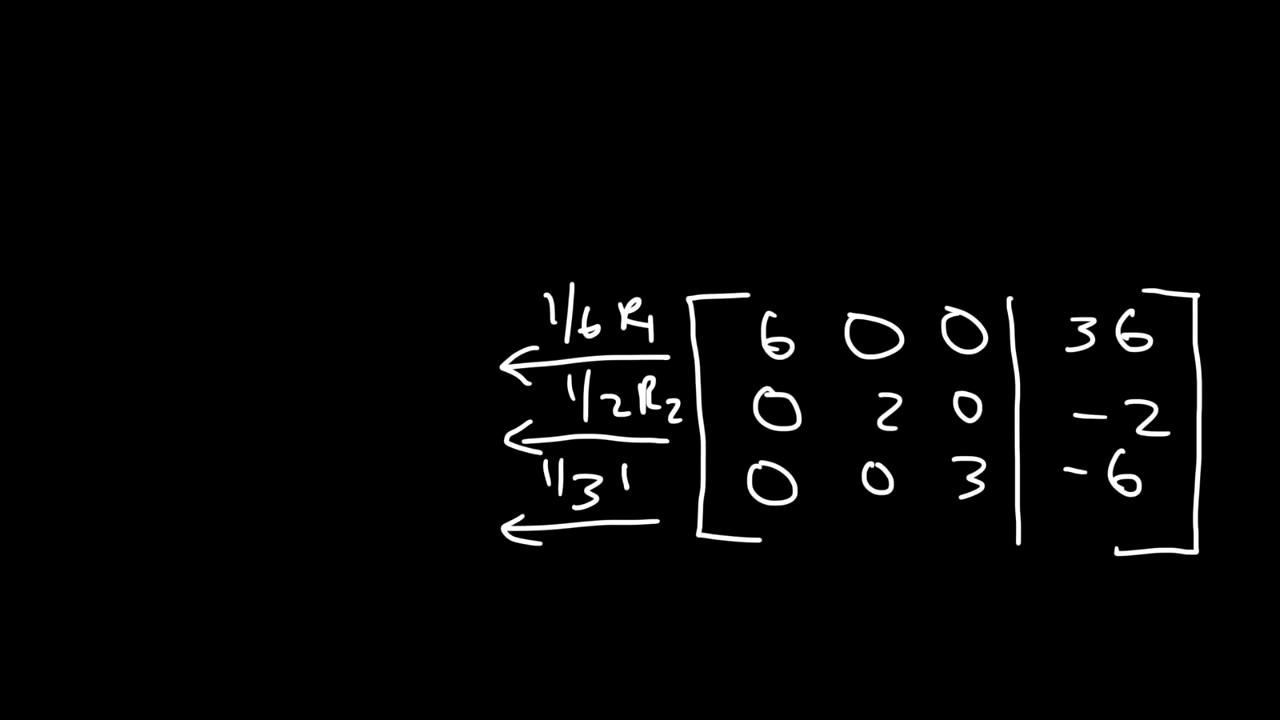 1/6 R1 [ 6 0 0 | 36 ]
1/2 R2 [ 0 2 0 | -2 ]
1/3 [ 0 0 3 | -6 ]